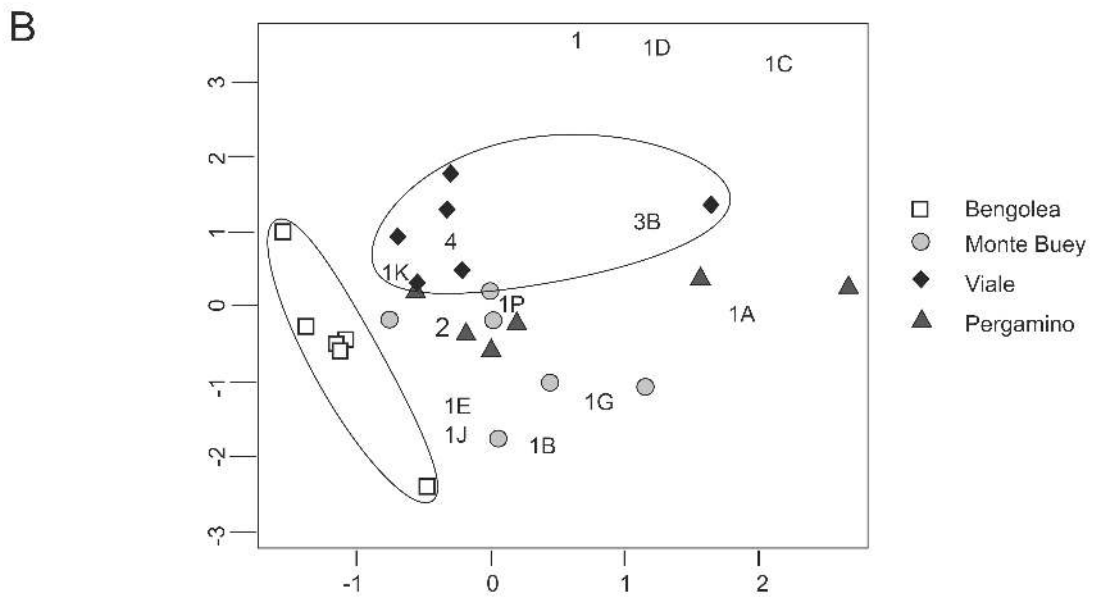 B
1 1D
1C
3
2
1
0
-1
-2
-3
3B
4
1K
1P
2
1A
1E
1G
1J
1B
-1 0 1 2
Bengolea
Monte Buey
Viale
Pergamino